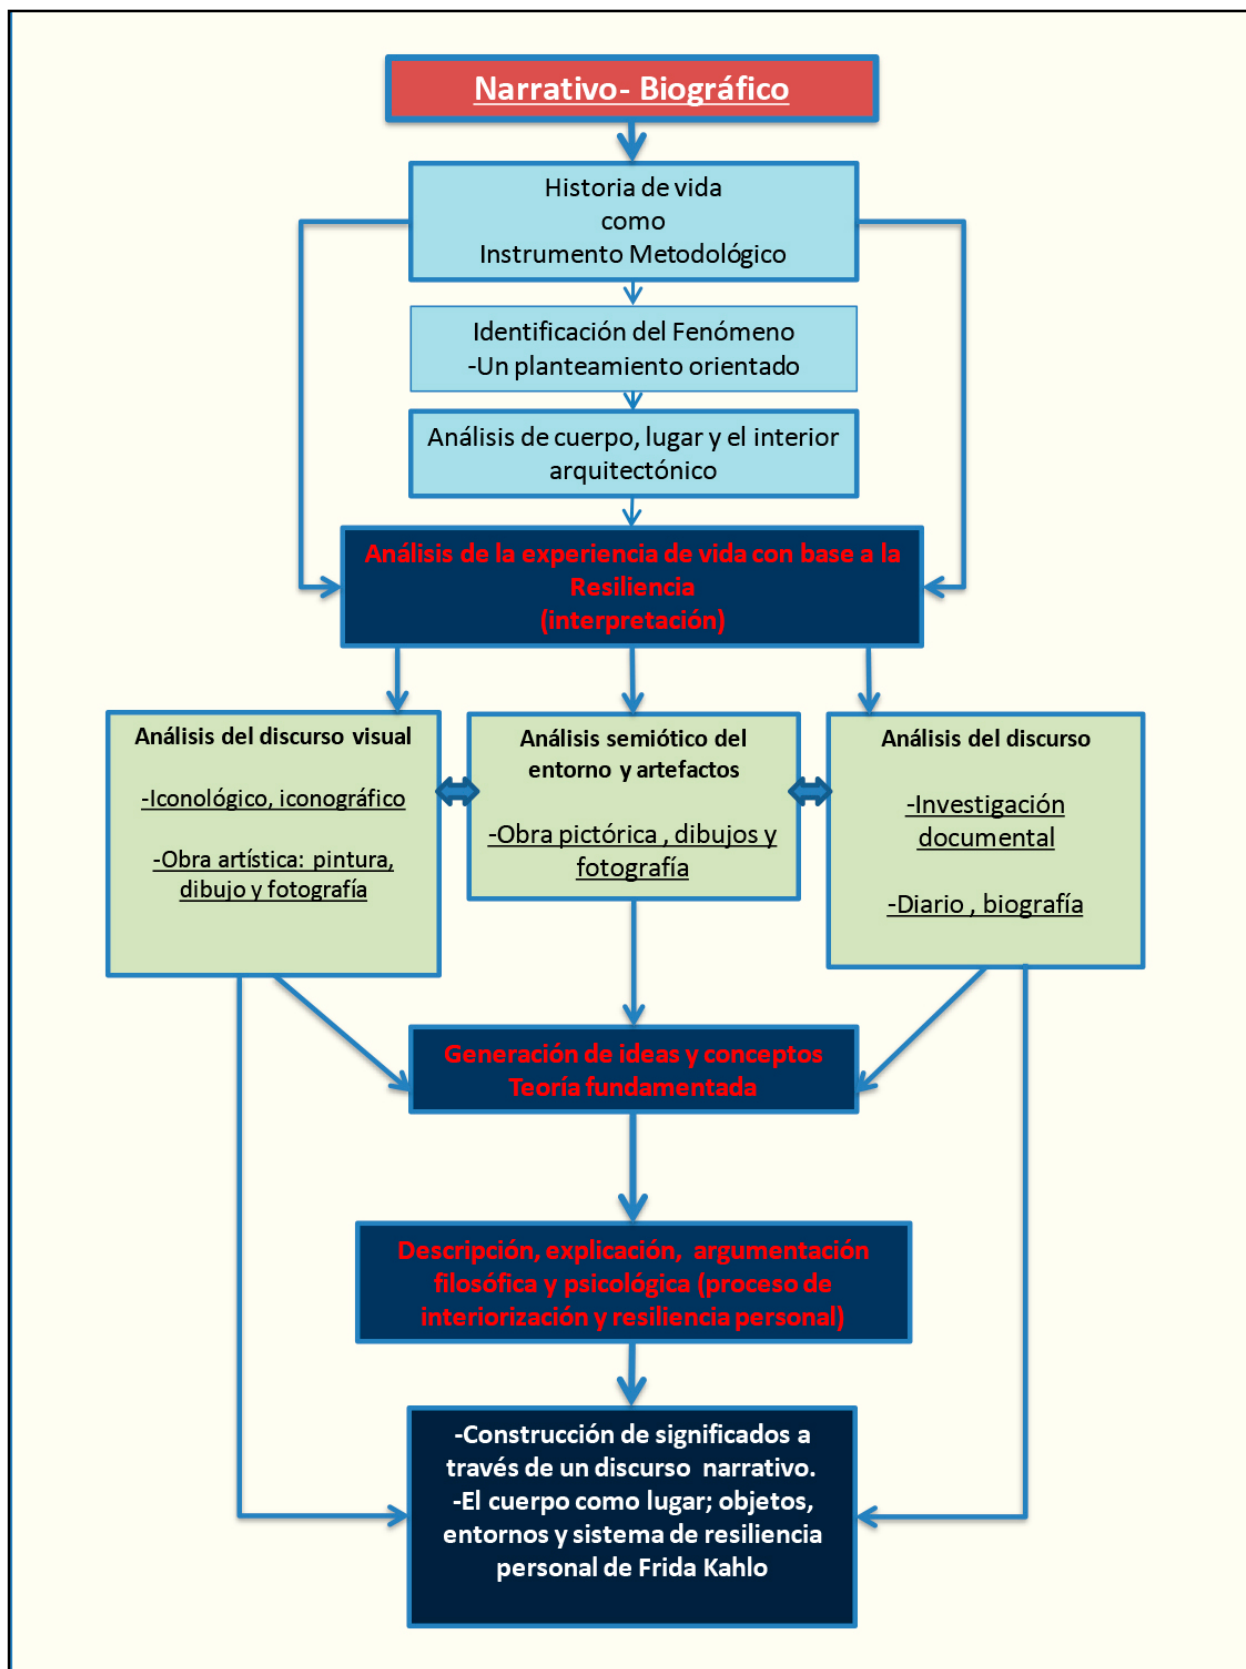 Narrativo- Biográfico
Historia de vida
como
Instrumento Metodológico
Identificación del Fenómeno
-Un planteamiento orientado
Análisis de cuerpo, lugar y el interior
arquitectónico
Análisis de la experiencia de vida con base a la
Resiliencia
(interpretación)
Análisis del discurso visual
-Iconológico, iconográfico
-Obra artística: pintura,
dibujo y fotografía
Análisis semiótico del
entorno y artefactos
-Obra pictórica , dibujos y
fotografía
Análisis del discurso
-Investigación
documental
-Diario , biografía
Generación de ideas y conceptos
Teoría fundamentada
Descripción, explicación, argumentación
filosófica y psicológica (proceso de
interiorización y resiliencia personal)
-Construcción de significados a
través de un discurso narrativo.
-El cuerpo como lugar; objetos,
entornos y sistema de resiliencia
personal de Frida Kahlo